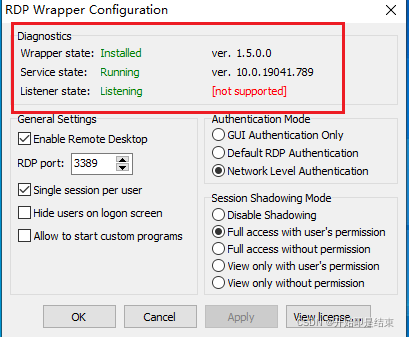 RDP Wrapper Configuration
Diagnostics
Wrapper state: Installed ver. 1.5.0.0
Service state: Running ver. 10.0.19041.789
Listener state: Listening [not supported]
General Settings
Enable Remote Desktop
RDP port: 3389
Single session per user
Hide users on logon screen
Allow to start custom programs
Authentication Mode
GUI Authentication Only
Default RDP Authentication
Network Level Authentication
Session Shadowing Mode
Disable Shadowing
Full access with user's permission
Full access without permission
View only with user's permission
View only without permission
OK Cancel Apply View license...
CSDN @开始即是结束